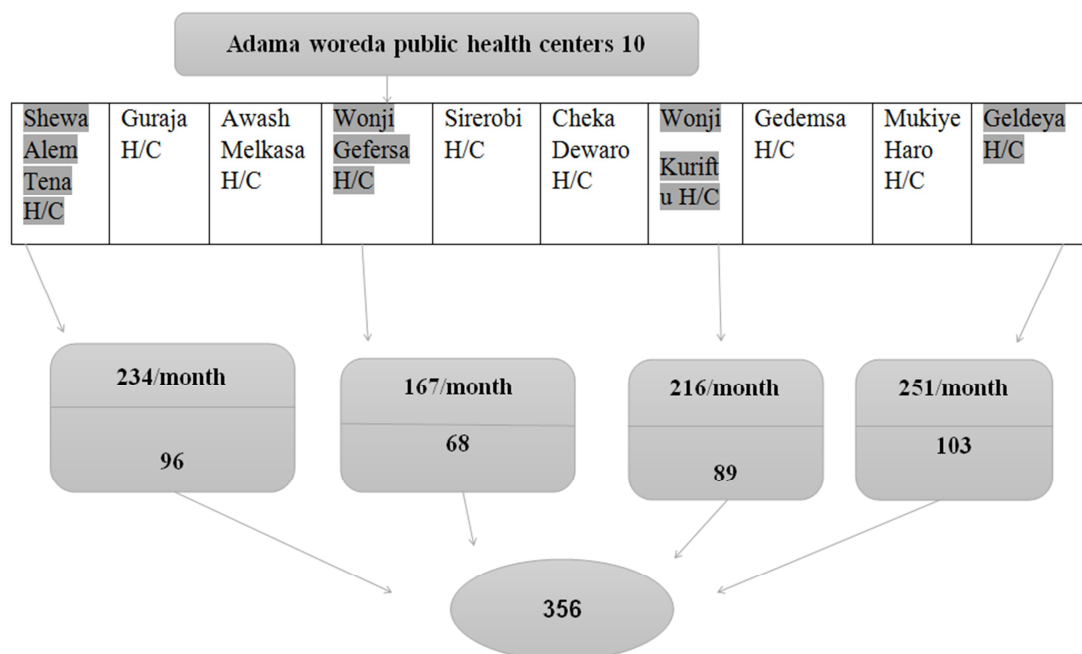 Adama woreda public health centers 10
Shewa
Alem
Tena
H/C
Guraja
H/C
Awash
Melkasa
H/C
Wonji
Gefersa
H/C
Sirerobi
H/C
Cheka
Dewaro
H/C
Wonji
Kurift
u H/C
Gedemsa
H/C
Mukiye
Haro
H/C
Geldeya
H/C
234/month
96
167/month
68
216/month
89
251/month
103
356